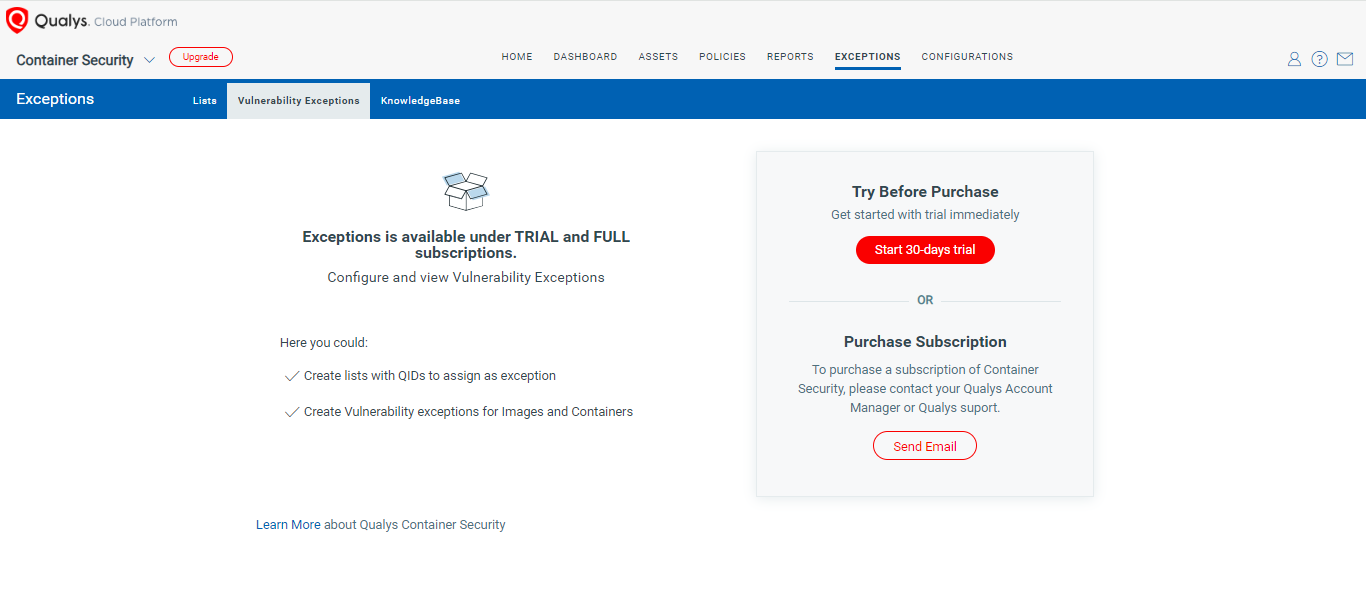 Qualys. Cloud Platform
Container Security Upgrade HOME DASHBOARD ASSETS POLICIES REPORTS EXCEPTIONS CONFIGURATIONS
Exceptions Lists Vulnerability Exceptions KnowledgeBase
Exceptions is available under TRIAL and FULL
subscriptions.
Configure and view Vulnerability Exceptions
Here you could:
Create lists with QIDs to assign as exception
Create Vulnerability exceptions for Images and Containers
Learn More about Qualys Container Security
Try Before Purchase
Get started with trial immediately
Start 30-days trial
OR
Purchase Subscription
To purchase a subscription of Container
Security, please contact your Qualys Account
Manager or Qualys suport.
Send Email